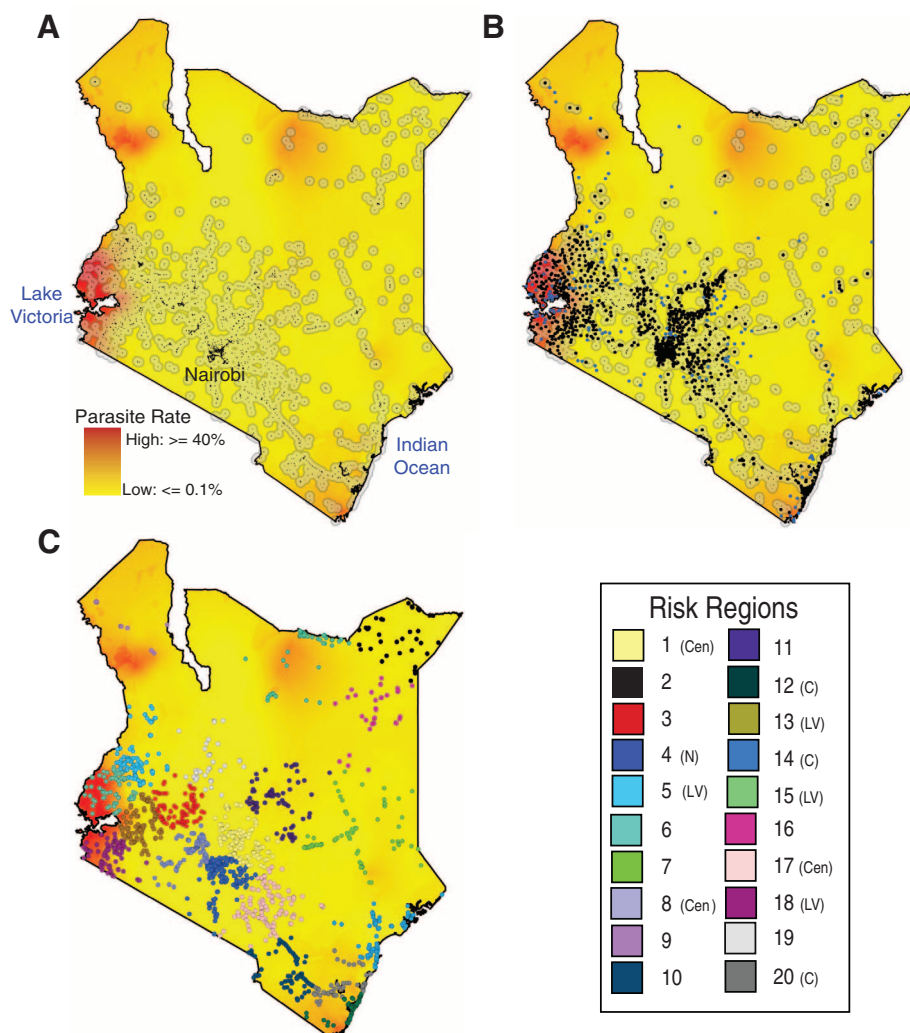 A
B
Lake
Victoria
Nairobi
Parasite Rate
High: >= 40%
Low: <= 0.1%
Indian
Ocean
C
Risk Regions
1 (Cen)
2
3
4 (N)
5 (LV)
6
7
8 (Cen)
9
10
11
12 (C)
13 (LV)
14 (C)
15 (LV)
16
17 (Cen)
18 (LV)
19
20 (C)